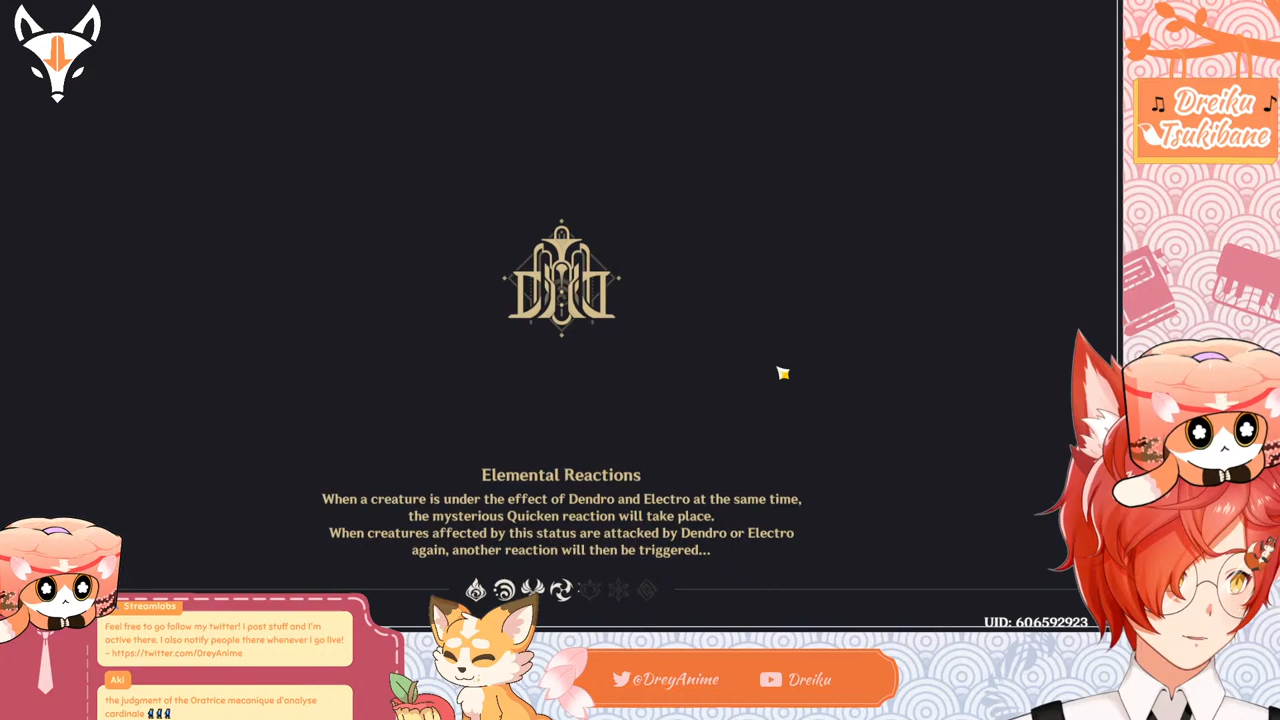 Dreiku
Tsukibane
Elemental Reactions
When a creature is under the effect of Dendro and Electro at the same time,
the mysterious Quicken reaction will take place.
When creatures affected by this status are attacked by Dendro or Electro
again, another reaction will then be triggered...
UID: 606592923
Streamlabs
Feel free to go follow my twitter! I post stuff and I'm
active there. I also notify people there whenever I go live!
- https://twitter.com/DreyAnime
Aki
the judgment of the Oratrice mecanique d'analyse
cardinale
@DreyAnime
Dreiku